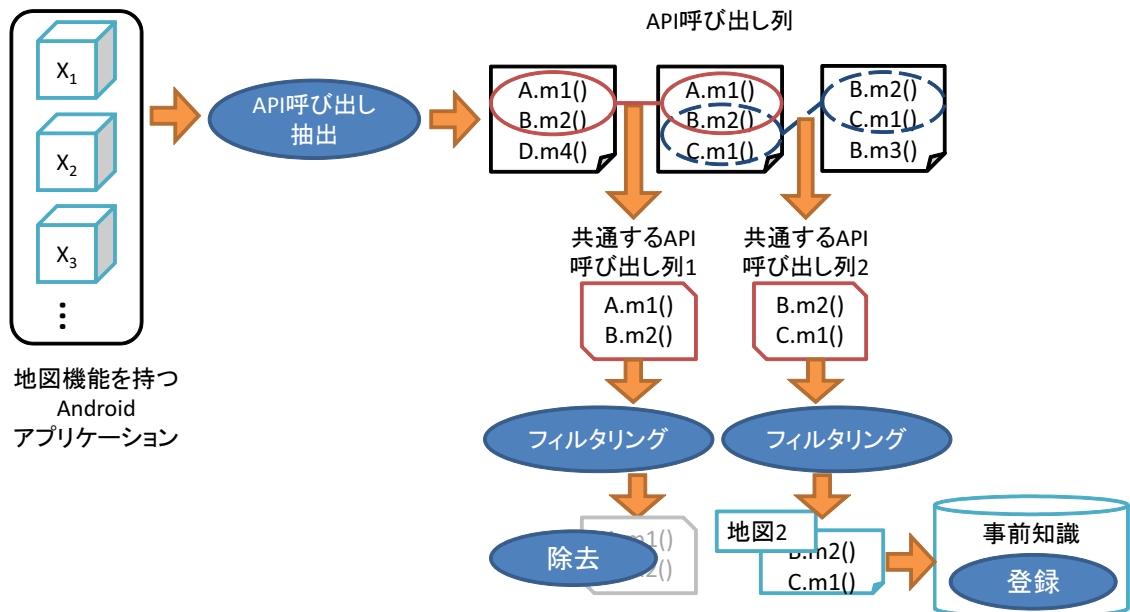 API呼び出し列
X1
X2
X3
⋮
地図機能を持つ
Android
アプリケーション
API呼び出し
抽出
A.m1()
B.m2()
D.m4()
A.m1()
B.m2()
C.m1()
B.m2()
C.m1()
B.m3()
共通するAPI
呼び出し列1
A.m1()
B.m2()
共通するAPI
呼び出し列2
B.m2()
C.m1()
フィルタリング
フィルタリング
除去
地図2
B.m2()
C.m1()
事前知識
登録